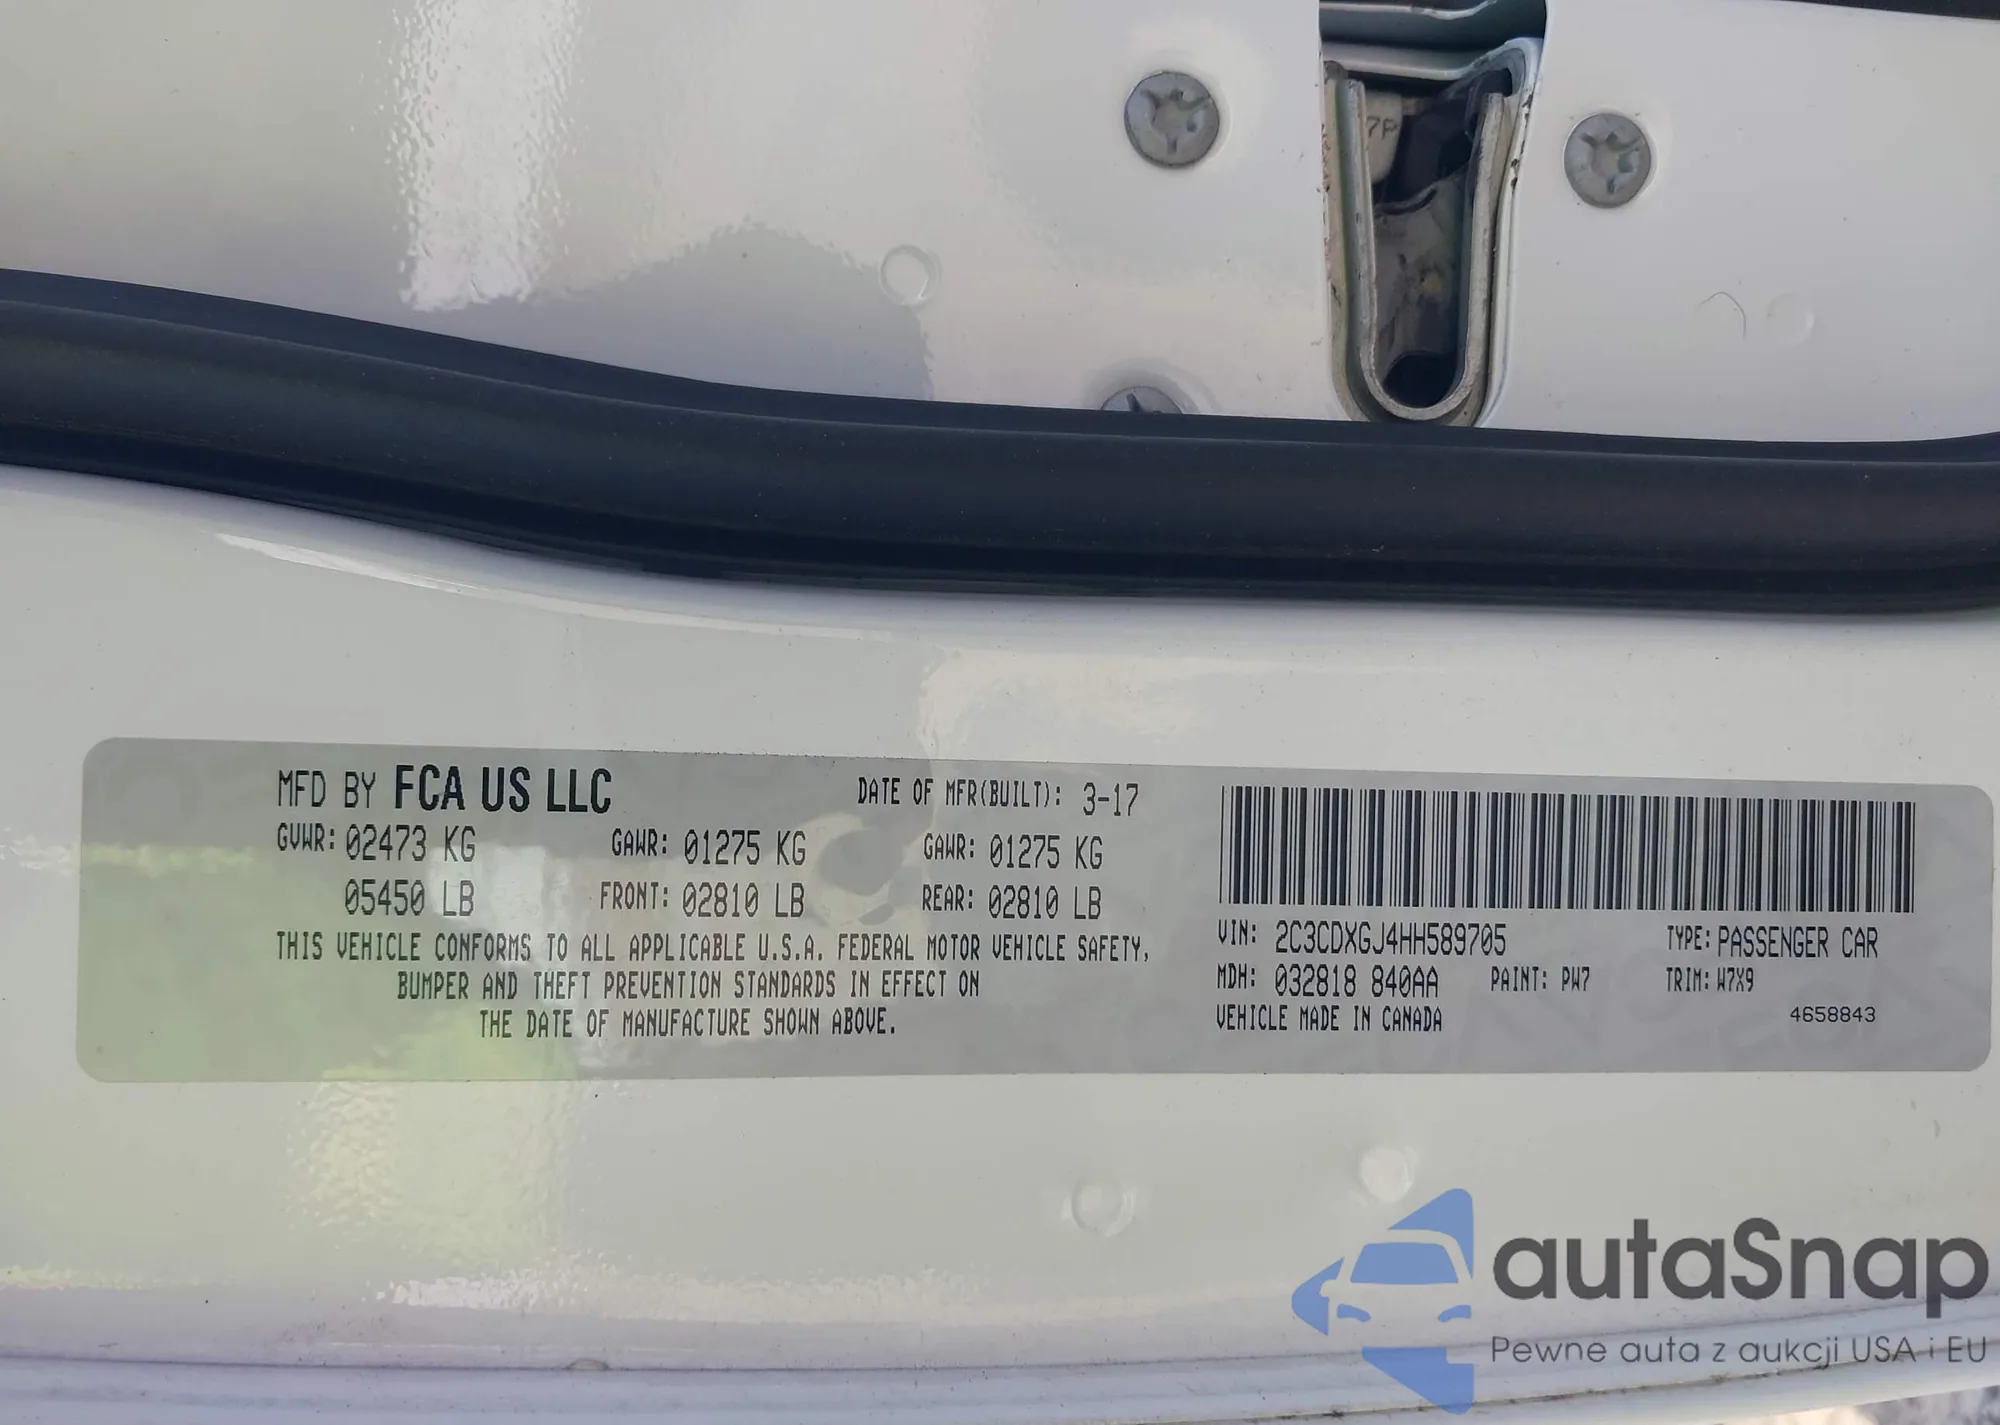 7P
MFD BY FCA US LLC DATE OF MFR(BUILT): 3-17
GVWR: 02473 KG GAWR: 01275 KG GAWR: 01275 KG
05450 LB FRONT: 02810 LB REAR: 02810 LB
THIS VEHICLE CONFORMS TO ALL APPLICABLE U.S.A. FEDERAL MOTOR VEHICLE SAFETY,
BUMPER AND THEFT PREVENTION STANDARDS IN EFFECT ON
THE DATE OF MANUFACTURE SHOWN ABOVE.
VIN: 2C3CDXGJ4HH589705 TYPE: PASSENGER CAR
MDH: 032818 840AA PAINT: PW7 TRIM: W7X9
VEHICLE MADE IN CANADA 4658843
autaSnap
Pewne auta z aukcji USA i EU